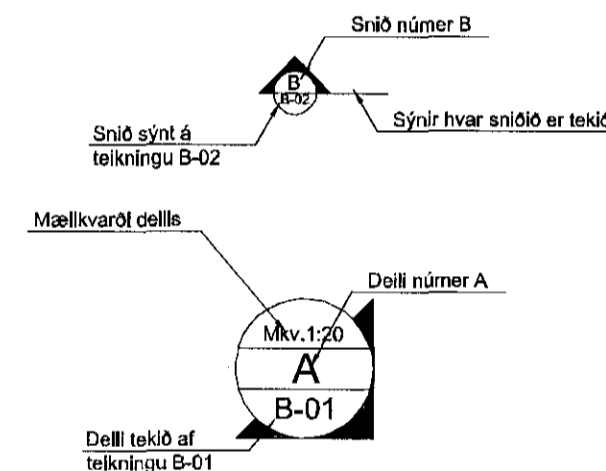 Snið númer B
B
B-02
Sýnir hvar sniðið er tekið
Snið sýnt á
teikningu B-02
Mælikvarði deilis
Deili númer A
Mkv.1:20
A
B-01
Deili tekið af
teikningu B-01